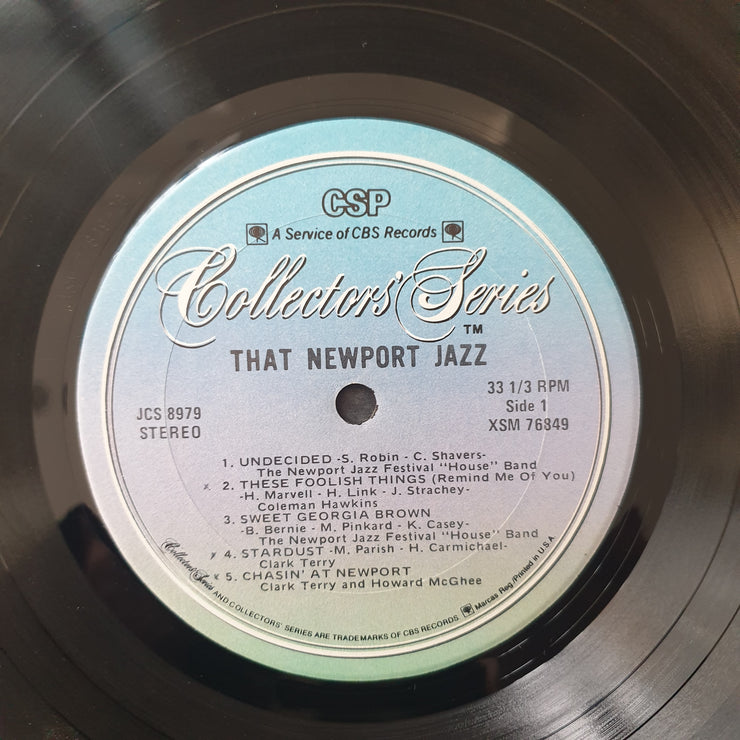 CSP
A Service of CBS Records
Collectors' Series
TM
THAT NEWPORT JAZZ
JCS 8979
STEREO
33 1/3 RPM
Side 1
XSM 76849
1. UNDECIDED -S. Robin - C. Shavers-
The Newport Jazz Festival "House" Band
x 2. THESE FOOLISH THINGS (Remind Me Of You)
-H. Marvell - H. Link - J. Strachey-
Coleman Hawkins
3. SWEET GEORGIA BROWN
-B. Bernie - M. Pinkard - K. Casey-
The Newport Jazz Festival "House" Band
x 4. STARDUST -M. Parish - H. Carmichael-
Clark Terry
x 5. CHASIN' AT NEWPORT
Clark Terry and Howard McGhee
Collectors' Series AND COLLECTORS' SERIES ARE TRADEMARKS OF CBS RECORDS Marcas Reg./Printed in U.S.A.